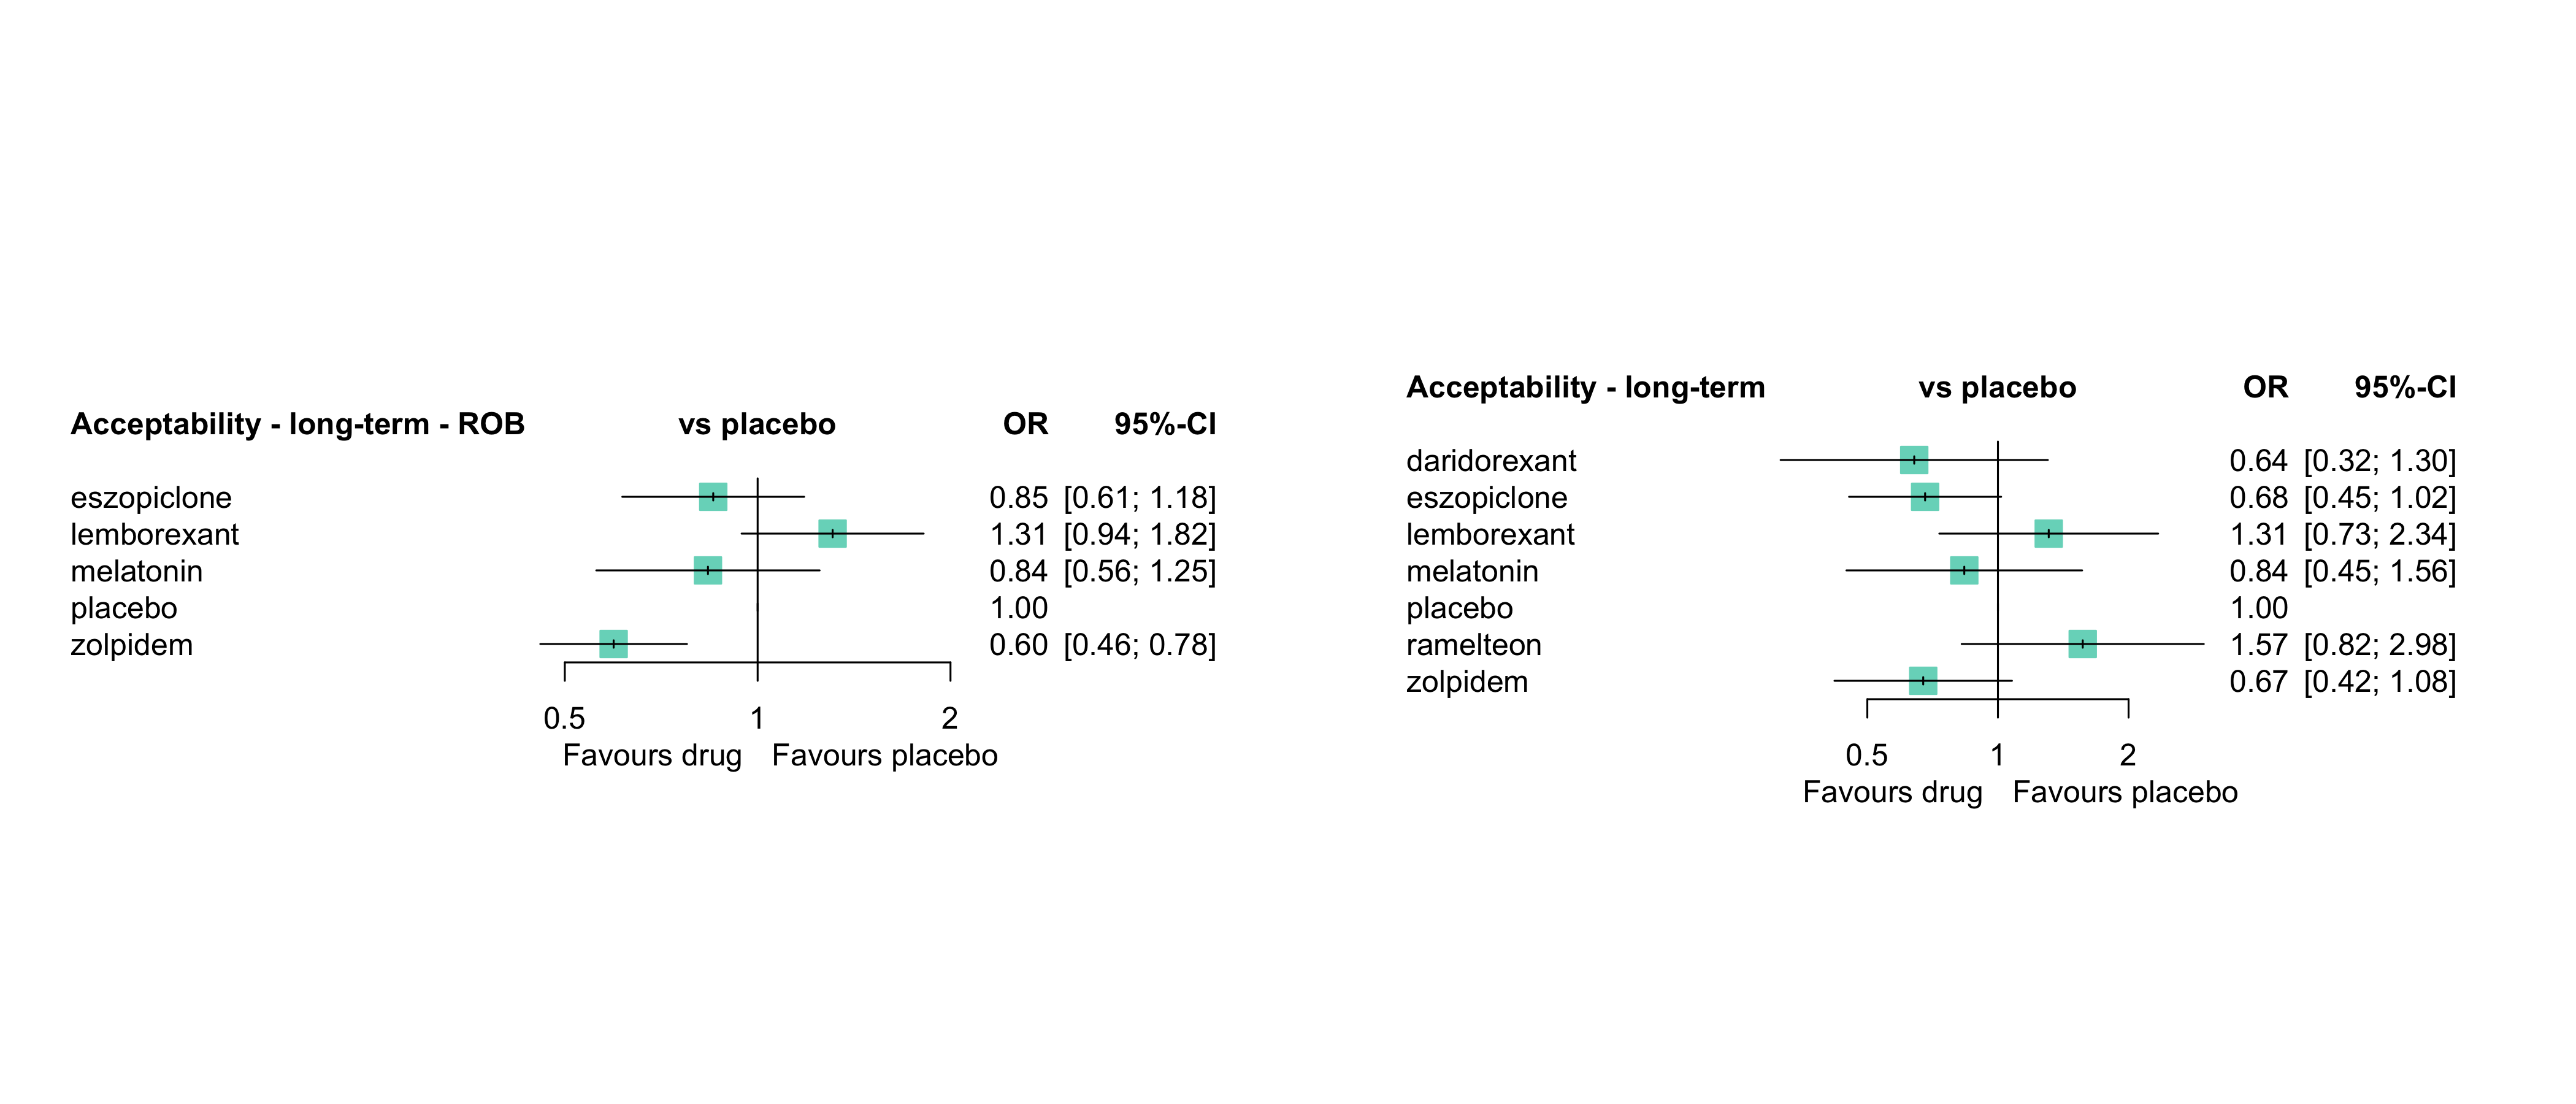 Acceptability - long-term - ROB vs placebo OR 95%-CI
eszopiclone 0.85 [0.61; 1.18]
lemborexant 1.31 [0.94; 1.82]
melatonin 0.84 [0.56; 1.25]
placebo 1.00
zolpidem 0.60 [0.46; 0.78]
0.5 1 2
Favours drug Favours placebo
Acceptability - long-term vs placebo OR 95%-CI
daridorexant 0.64 [0.32; 1.30]
eszopiclone 0.68 [0.45; 1.02]
lemborexant 1.31 [0.73; 2.34]
melatonin 0.84 [0.45; 1.56]
placebo 1.00
ramelteon 1.57 [0.82; 2.98]
zolpidem 0.67 [0.42; 1.08]
0.5 1 2
Favours drug Favours placebo